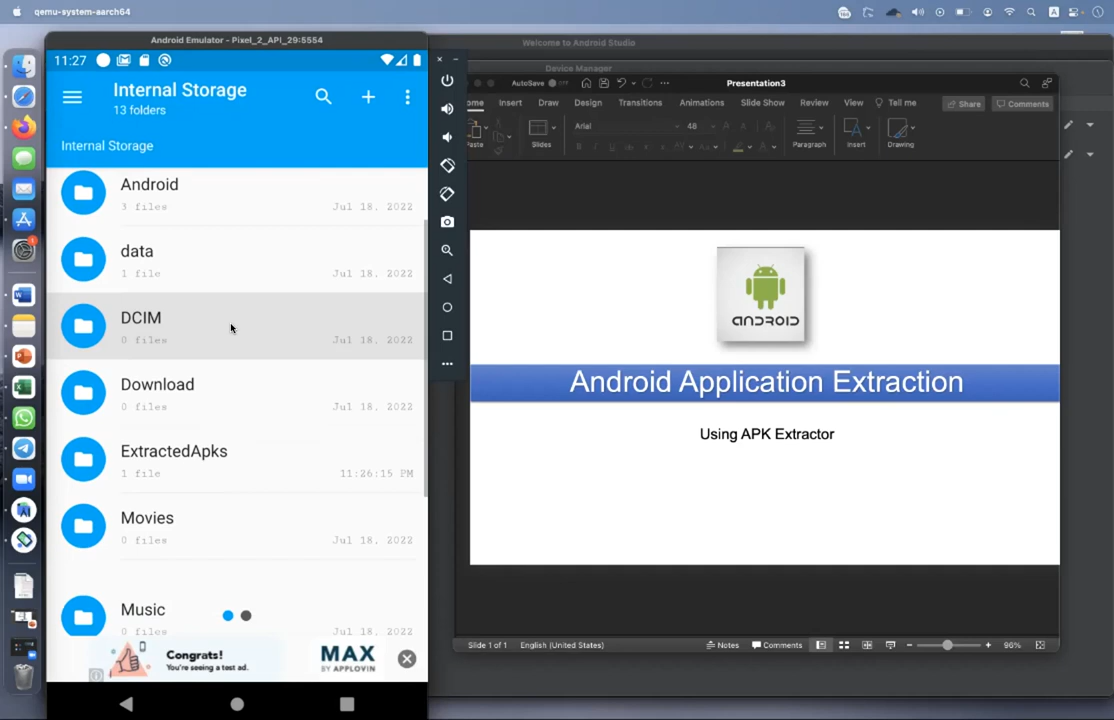 qemu-system-aarch64
Android Emulator - Pixel_2_API_29:5554
11:27
Internal Storage
13 folders
Internal Storage
Android
3 files
Jul 18, 2022
data
1 file
Jul 18, 2022
DCIM
0 files
Jul 18, 2022
Download
0 files
Jul 18, 2022
ExtractedApks
1 file
11:26:15 PM
Movies
0 files
Jul 18, 2022
Music
0 files
Jul 18, 2022
Congrats!
You're seeing a test ad.
MAX
BY APPLOVIN
Welcome to Android Studio
Device Manager
AutoSave
Presentation3
Insert
Draw
Design
Transitions
Animations
Slide Show
Review
View
Tell me
Share
Comments
Slides
Arial
48
Paragraph
Insert
Drawing
ANDROID
Android Application Extraction
Using APK Extractor
Slide 1 of 1
English (United States)
Notes
Comments
96%